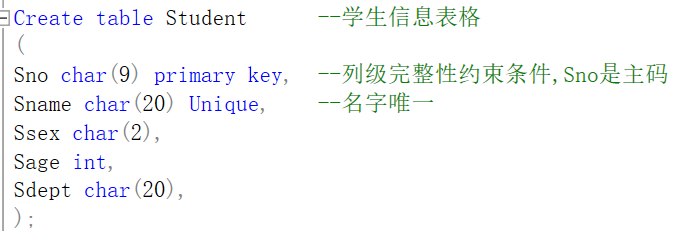 Create table Student --学生信息表格
(
Sno char(9) primary key, --列级完整性约束条件,Sno是主码
Sname char(20) Unique, --名字唯一
Ssex char(2),
Sage int,
Sdept char(20),
);